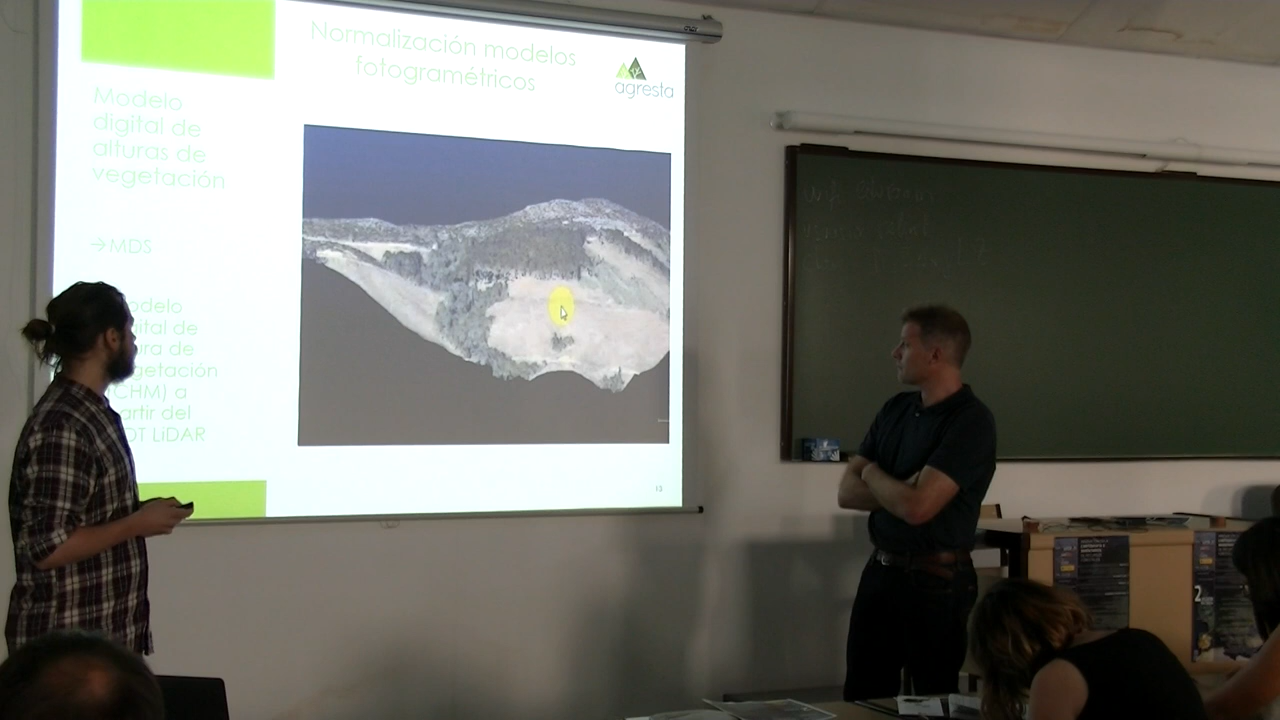 Normalización modelos
fotogramétricos
agresta
Modelo
digital de
alturas de
vegetación
→MDS
odelo
ital de
ura de
getación
CHM) a
artir del
DT LiDAR
13